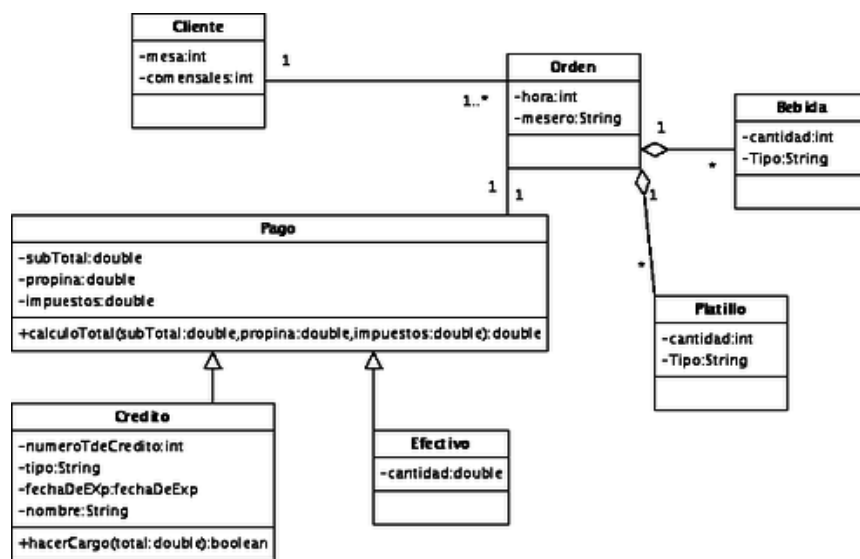 Cliente
-mesa:int
-comensales:int
1
1..*
Orden
-hora:int
-mesero:String
1
*
Bebida
-cantidad:int
-Tipo:String
1
1
1
*
Pago
-subTotal:double
-propina:double
-impuestos:double
+calculoTotal(subTotal:double,propina:double,impuestos:double):double
Platillo
-cantidad:int
-Tipo:String
Credito
-numeroTdeCredito:int
-tipo:String
-fechaDeEXp:fechaDeExp
-nombre:String
+hacerCargo(total:double):boolean
Efectivo
-cantidad:double